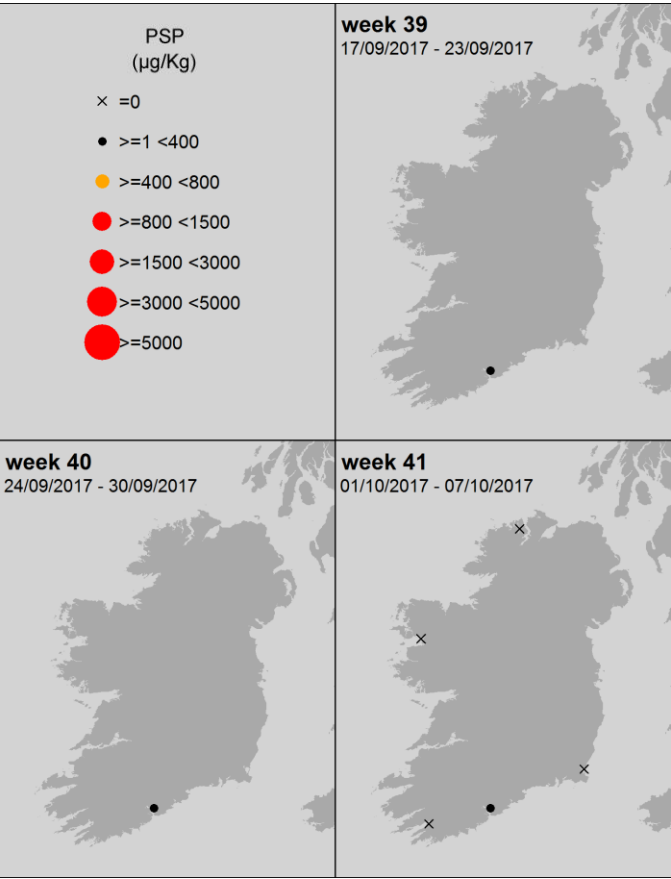 PSP
(µg/Kg)
=0
>=1 <400
>=400 <800
>=800 <1500
>=1500 <3000
>=3000 <5000
>=5000
week 39
17/09/2017 - 23/09/2017
week 40
24/09/2017 - 30/09/2017
week 41
01/10/2017 - 07/10/2017